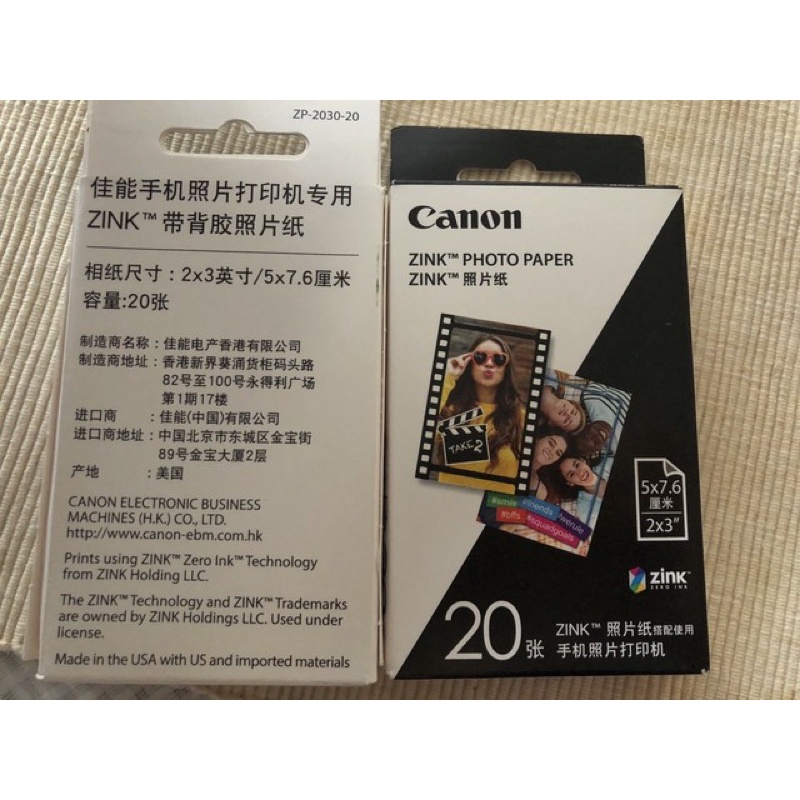 ZP-2030-20
佳能手机照片打印机专用
ZINK™ 带背胶照片纸
相纸尺寸：2x3英寸/5x7.6厘米
容量:20张
制造商名称：佳能电产香港有限公司
制造商地址：香港新界葵涌货柜码头路
82号至100号永得利广场
第1期17楼
进口商 ：佳能(中国)有限公司
进口商地址：中国北京市东城区金宝街
89号金宝大厦2层
产地 ：美国
CANON ELECTRONIC BUSINESS
MACHINES (H.K.) CO., LTD.
http://www.canon-ebm.com.hk
Prints using ZINK™ Zero Ink™ Technology
from ZINK Holding LLC.
The ZINK™ Technology and ZINK™ Trademarks
are owned by ZINK Holdings LLC. Used under
license.
Made in the USA with US and imported materials
Canon
ZINK™ PHOTO PAPER
ZINK™ 照片纸
TAKE 2
#smile #friends #werule
#bffs #squadgoals
5x7.6
厘米
2x3"
ZINK™
ZERO INK
20张
ZINK™ 照片纸搭配使用
手机照片打印机